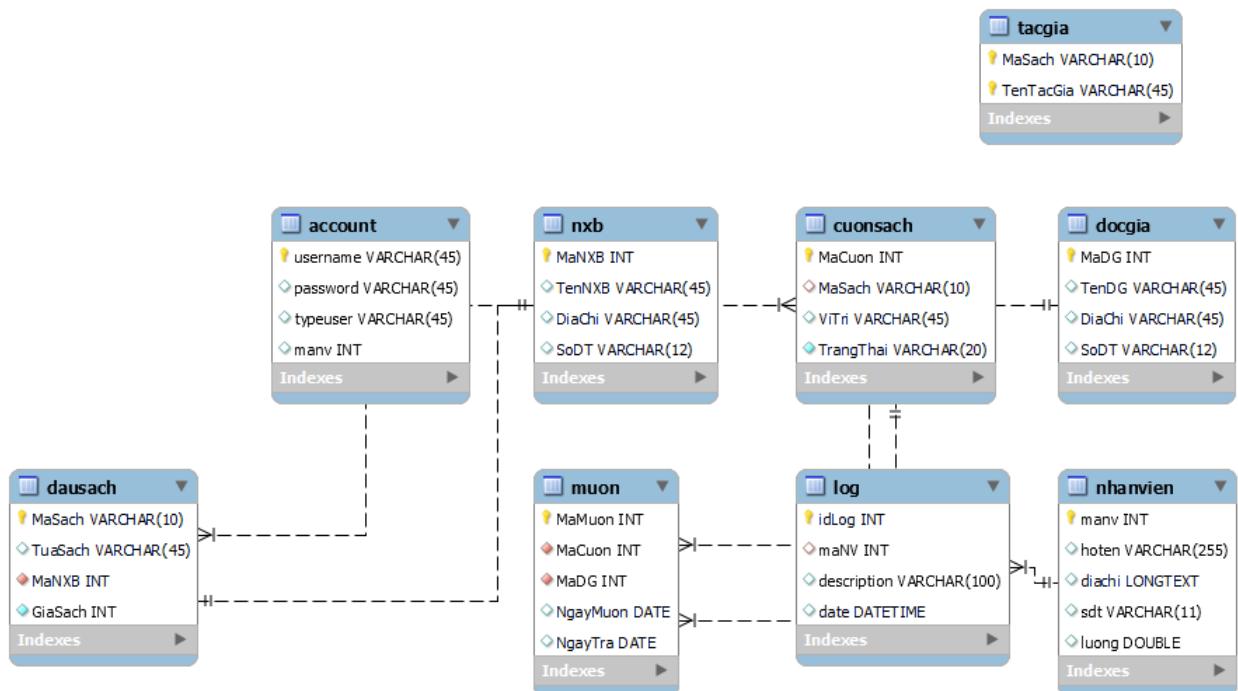 tacgia
MaSach VARCHAR(10)
TenTacGia VARCHAR(45)
Indexes
account
username VARCHAR(45)
password VARCHAR(45)
typeuser VARCHAR(45)
manv INT
Indexes
nxb
MaNXB INT
TenNXB VARCHAR(45)
DiaChi VARCHAR(45)
SoDT VARCHAR(12)
Indexes
cuonsach
MaCuon INT
MaSach VARCHAR(10)
ViTri VARCHAR(45)
TrangThai VARCHAR(20)
Indexes
docgia
MaDG INT
TenDG VARCHAR(45)
DiaChi VARCHAR(45)
SoDT VARCHAR(12)
Indexes
dausach
MaSach VARCHAR(10)
TuaSach VARCHAR(45)
MaNXB INT
GiaSach INT
Indexes
muon
MaMuon INT
MaCuon INT
MaDG INT
NgayMuon DATE
NgayTra DATE
Indexes
log
idLog INT
maNV INT
description VARCHAR(100)
date DATETIME
Indexes
nhanvien
manv INT
hoten VARCHAR(255)
diachi LONGTEXT
sdt VARCHAR(11)
luong DOUBLE
Indexes